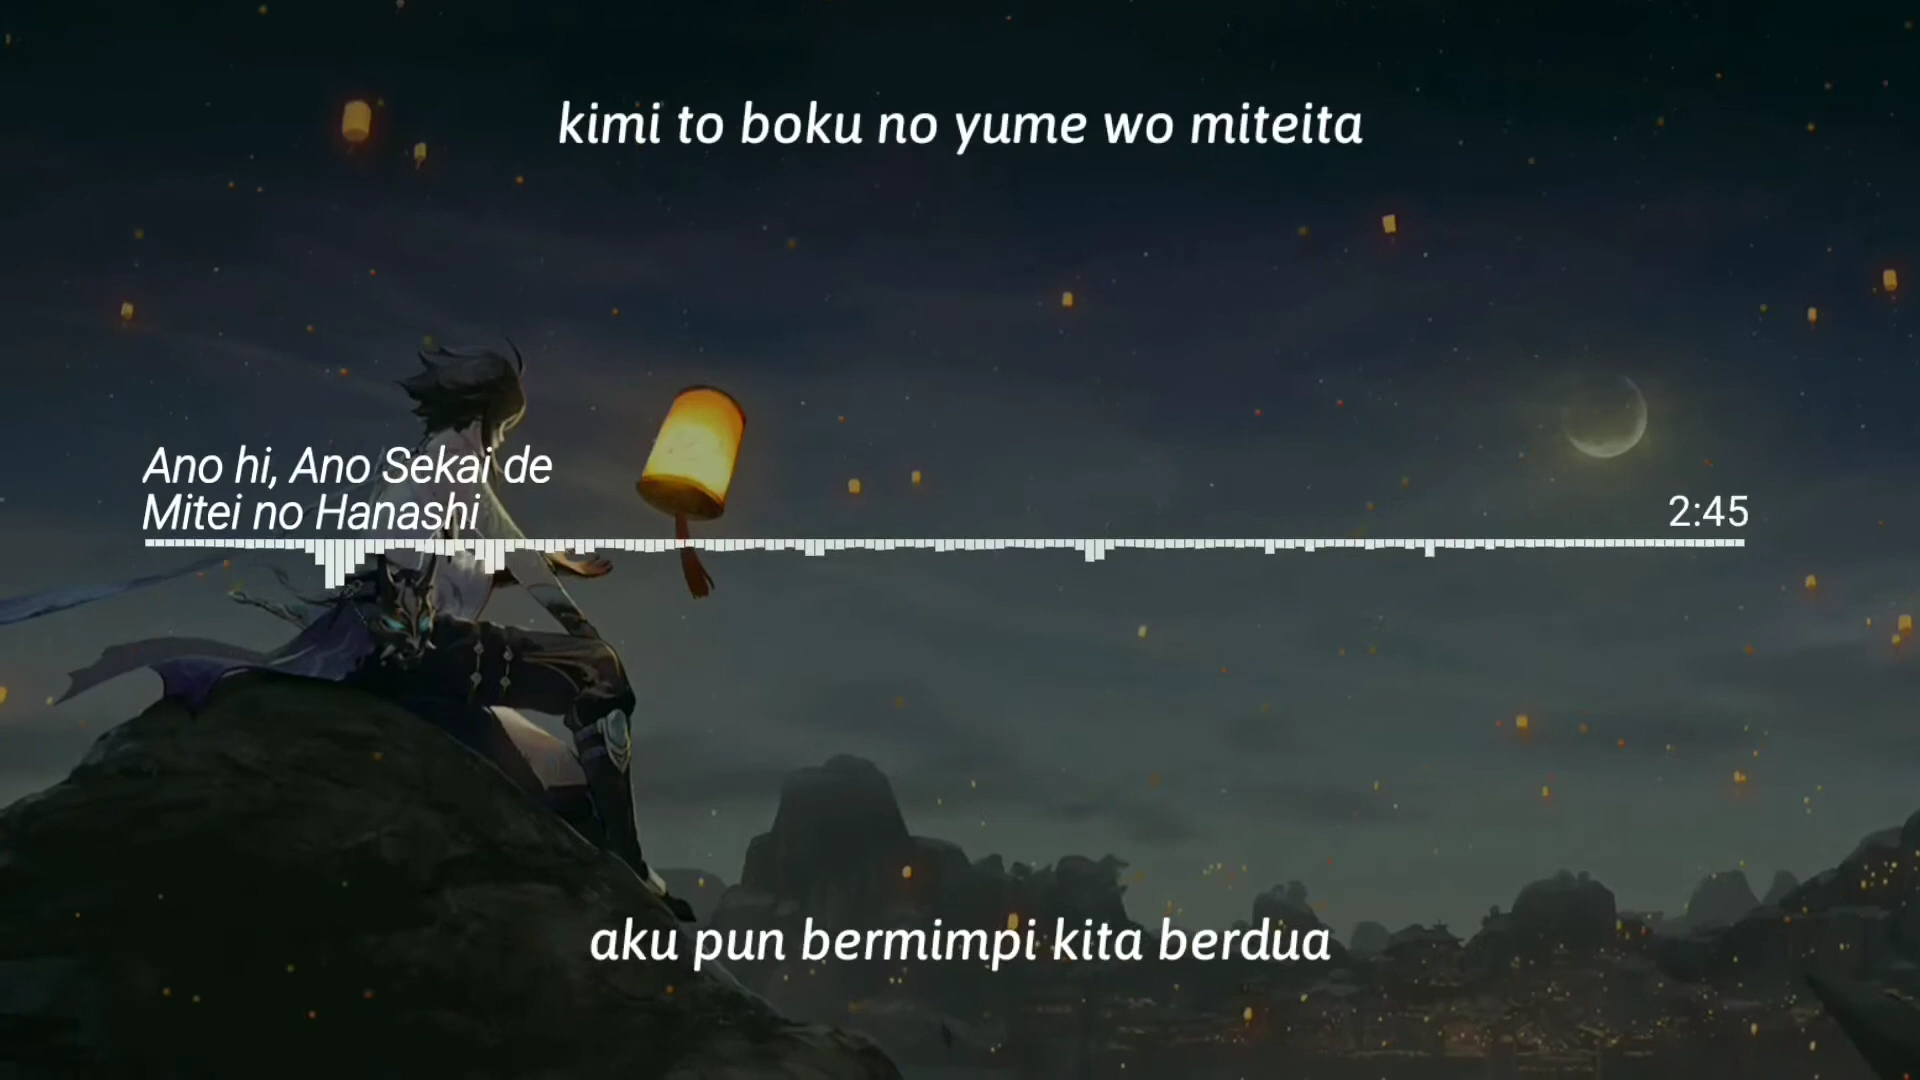 kimi to boku no yume wo miteita
Ano hi, Ano Sekai de
Mitei no Hanashi
2:45
aku pun bermimpi kita berdua